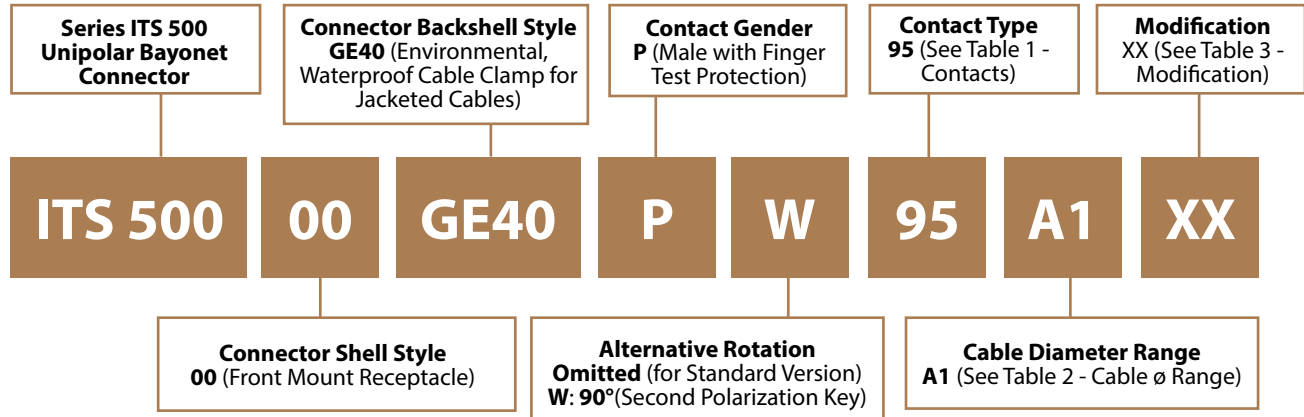 Series ITS 500
Unipolar Bayonet
Connector
Connector Backshell Style
GE40 (Environmental,
Waterproof Cable Clamp for
Jacketed Cables)
Contact Gender
P (Male with Finger
Test Protection)
Contact Type
95 (See Table 1 -
Contacts)
Modification
XX (See Table 3 -
Modification)
ITS 500 00 GE40 P W 95 A1 XX
Connector Shell Style
00 (Front Mount Receptacle)
Alternative Rotation
Omitted (for Standard Version)
W: 90°(Second Polarization Key)
Cable Diameter Range
A1 (See Table 2 - Cable ø Range)